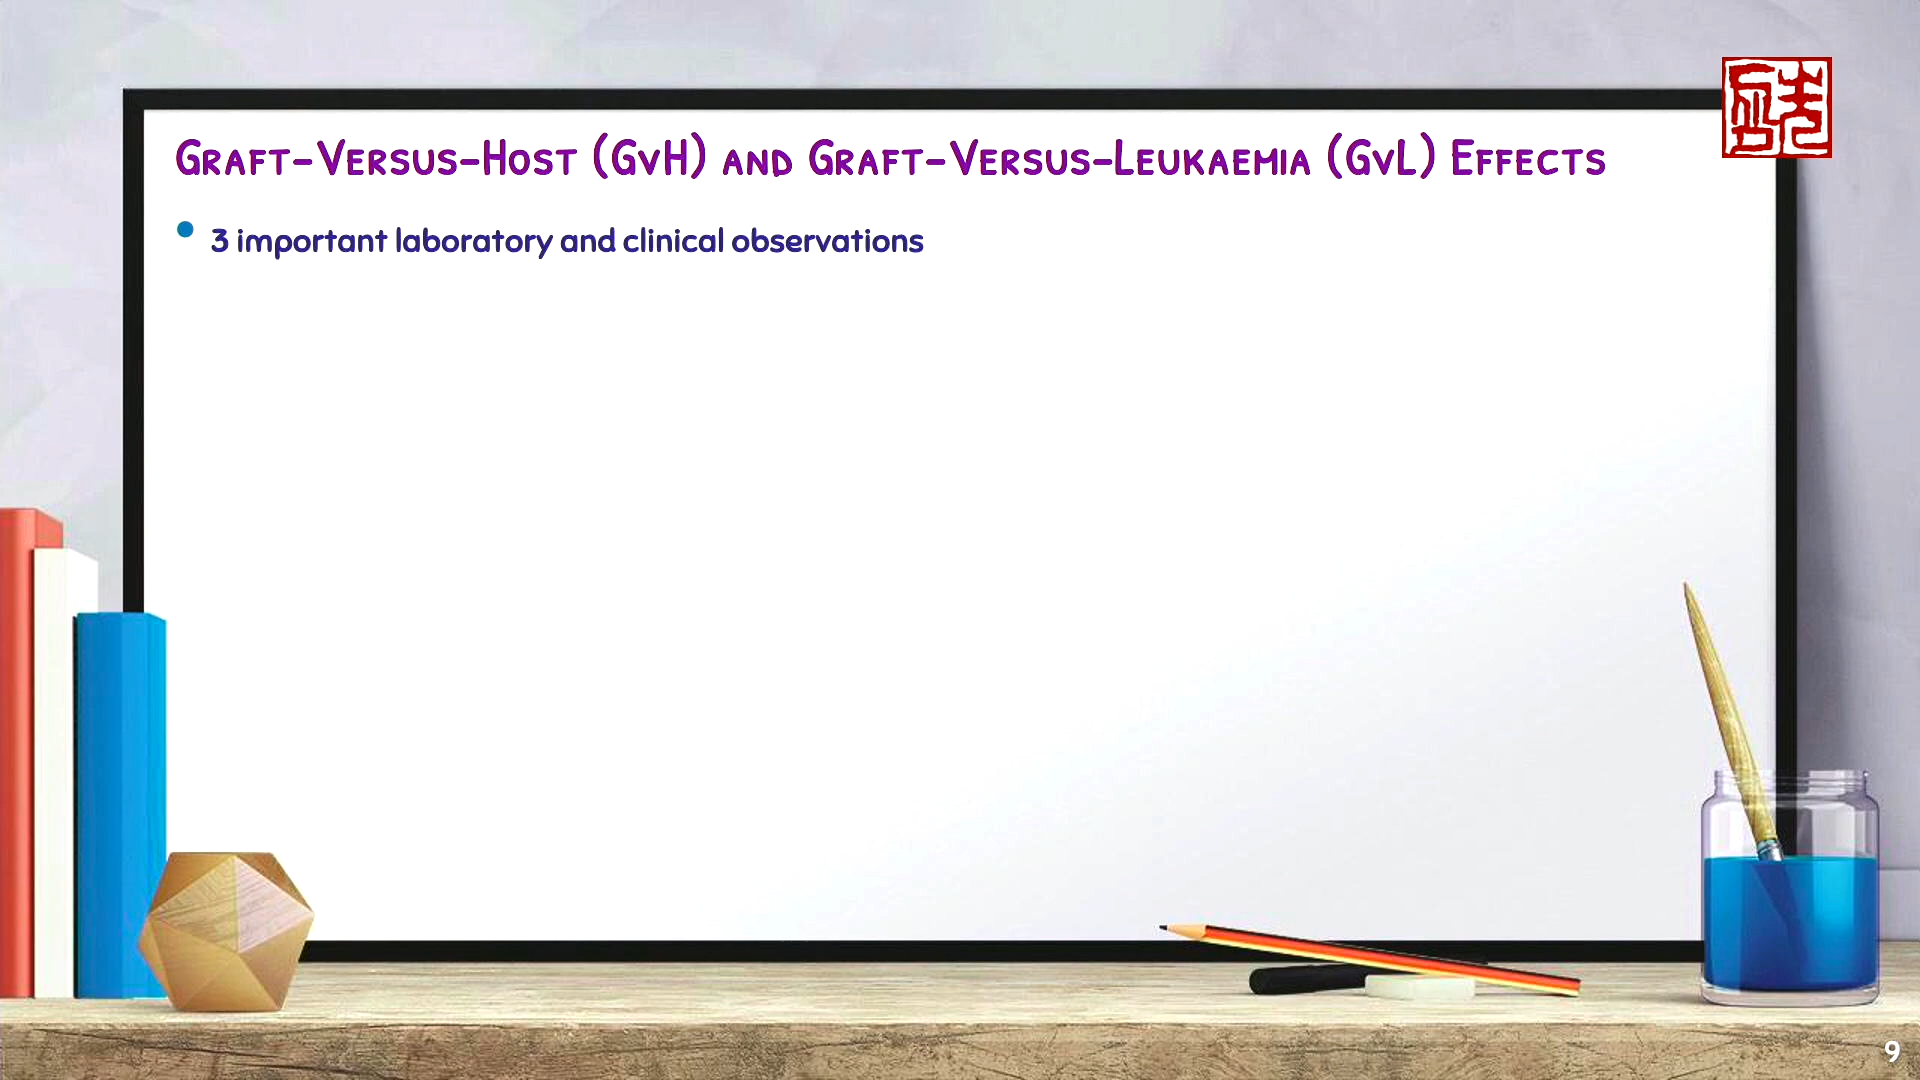 Graft-Versus-Host (GvH) and Graft-Versus-Leukaemia (GvL) Effects
3 important laboratory and clinical observations
9